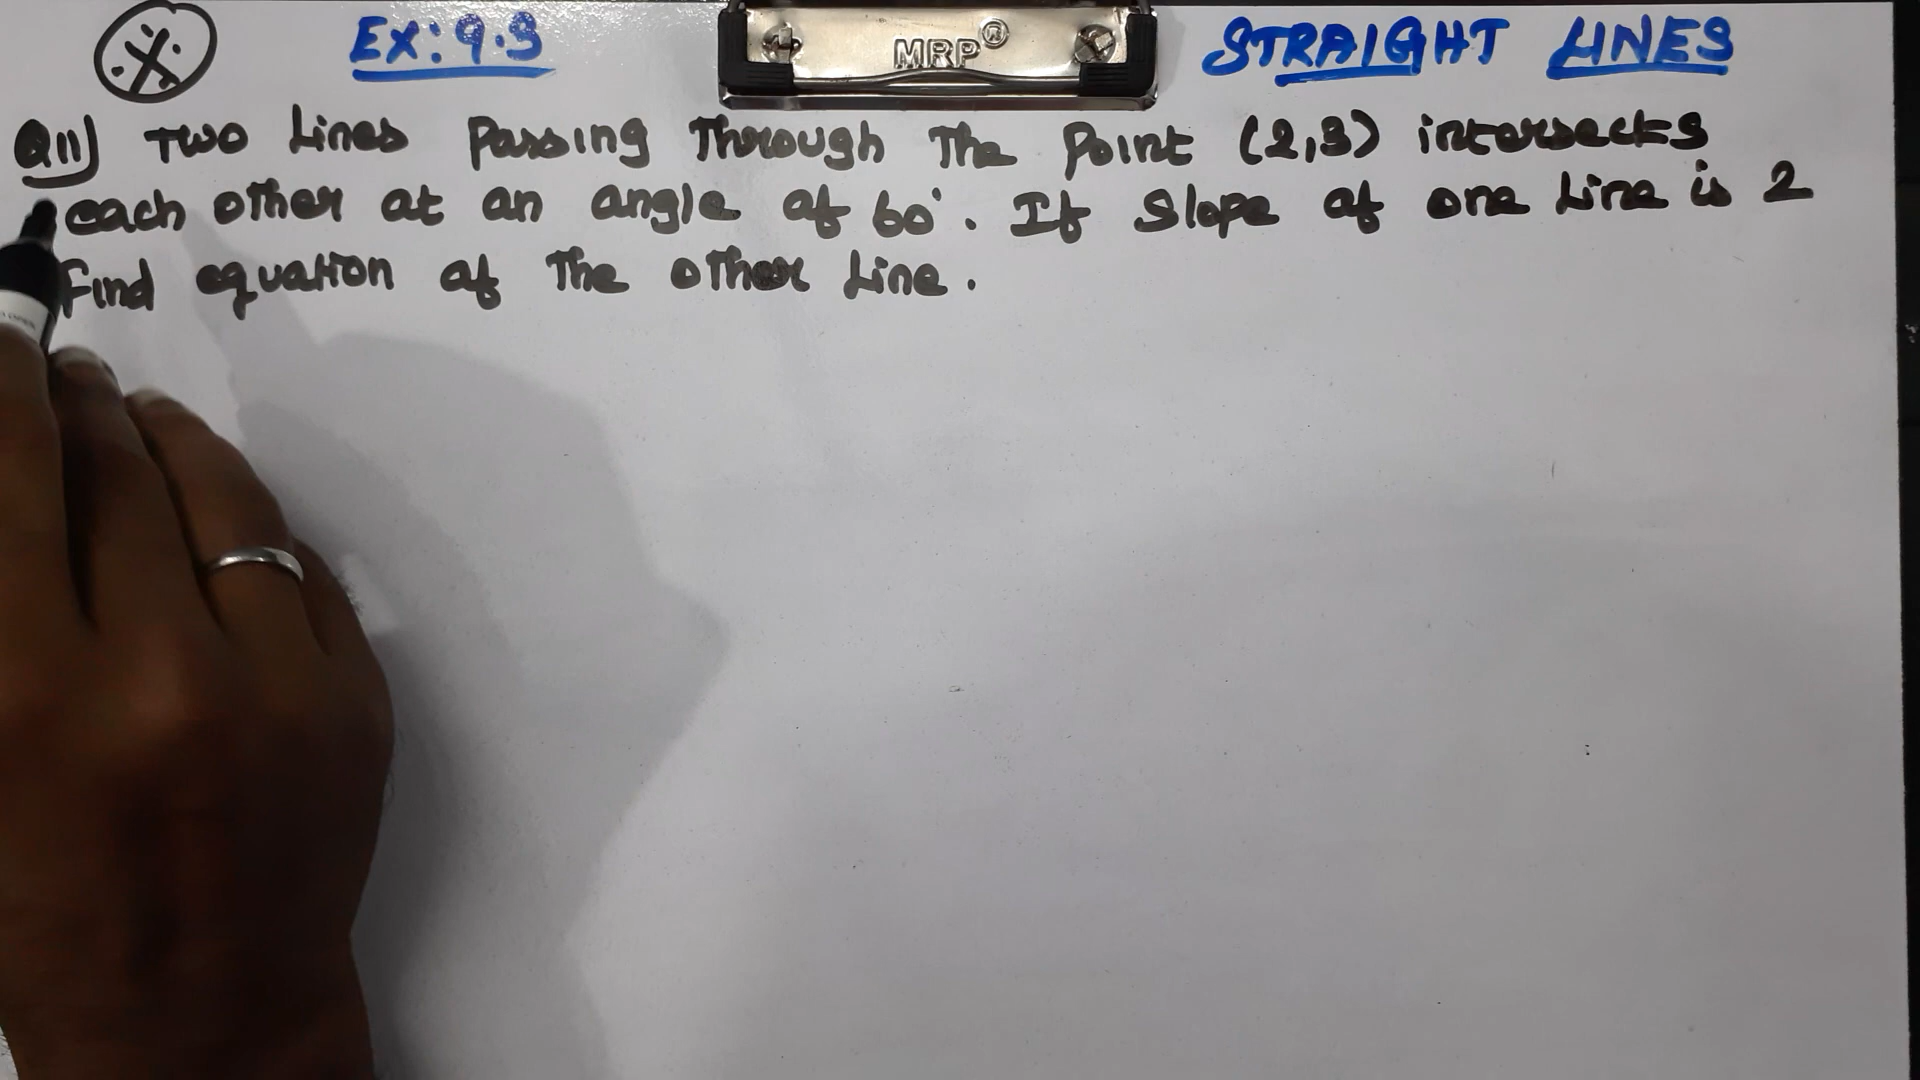 Ex: 9.3
MRP®
STRAIGHT LINES
Q11) Two Lines Passing Through The Point (2,3) intersects
each other at an angle of 60°. If Slope of one Line is 2
find equation of The other Line.